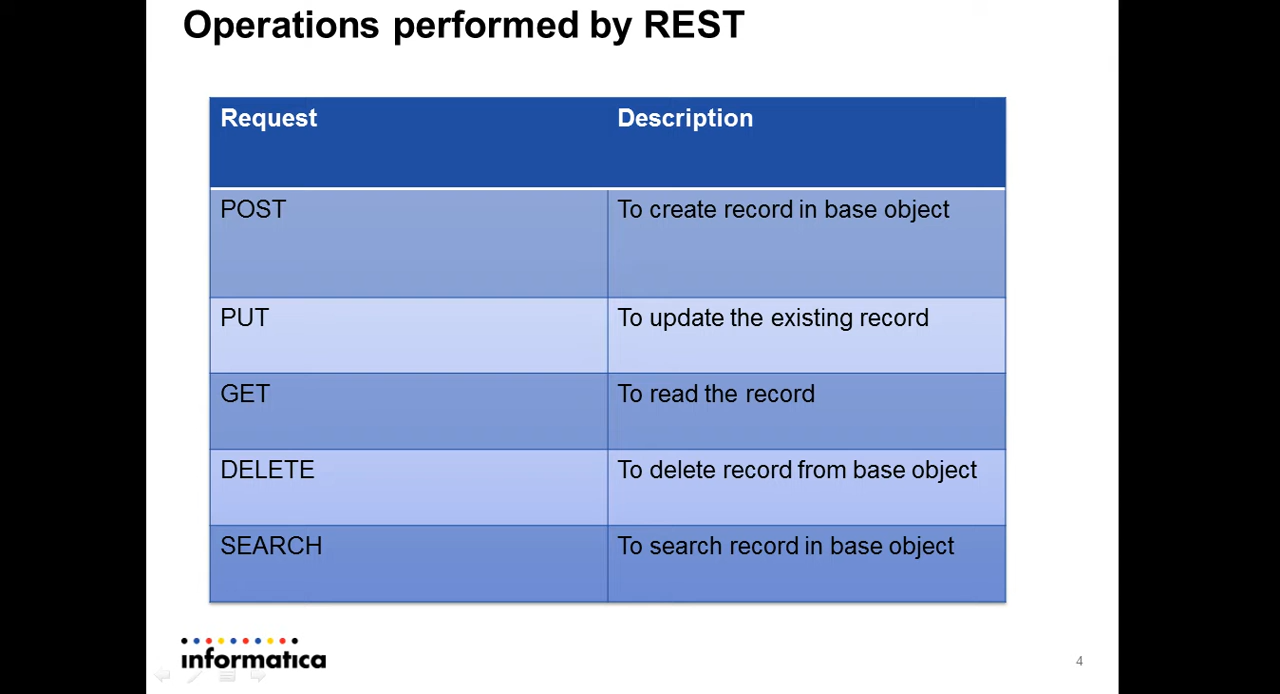 Operations performed by REST
Request Description
POST To create record in base object
PUT To update the existing record
GET To read the record
DELETE To delete record from base object
SEARCH To search record in base object
informatica
4